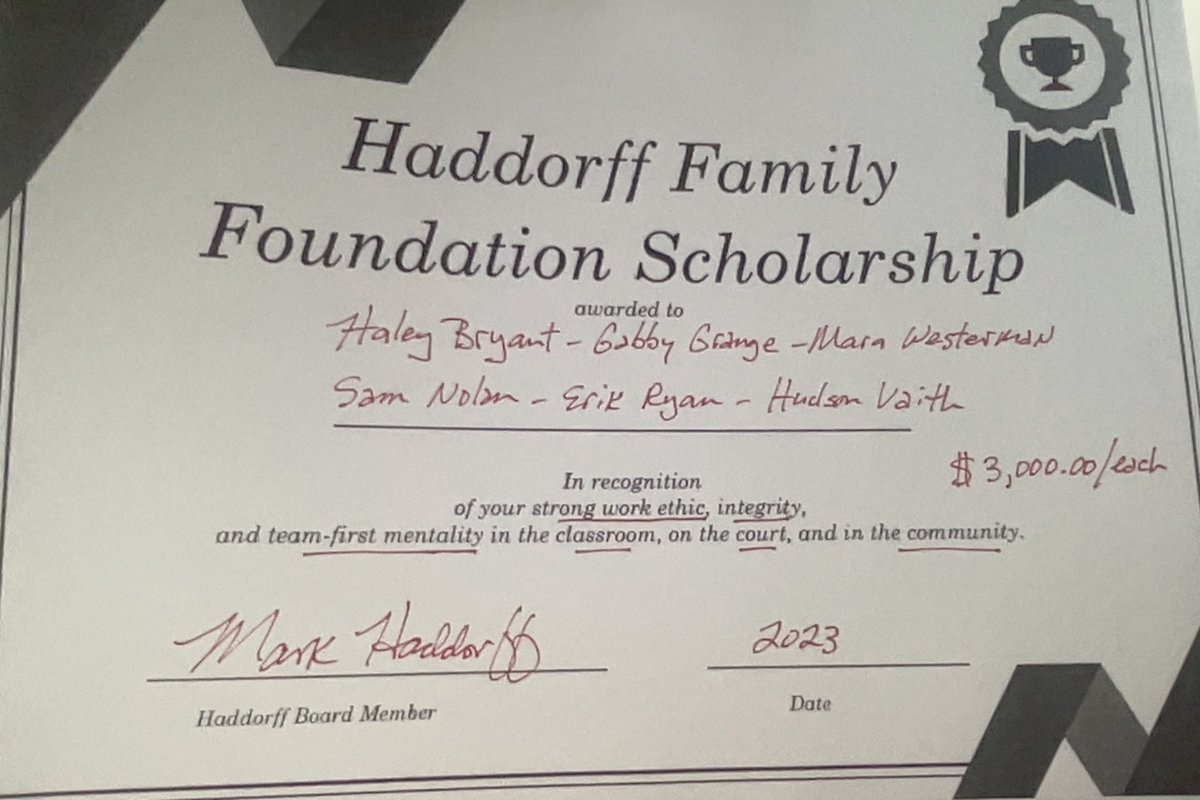 Haddorff Family
Foundation Scholarship
awarded to
Haley Bryant - Gabby Grange - Mara Westerman
Sam Nolan - Erik Ryan - Hudson Vaith
$3,000.00/each
In recognition
of your strong work ethic, integrity,
and team-first mentality in the classroom, on the court, and in the community.
Mark Haddorff
2023
Haddorff Board Member
Date